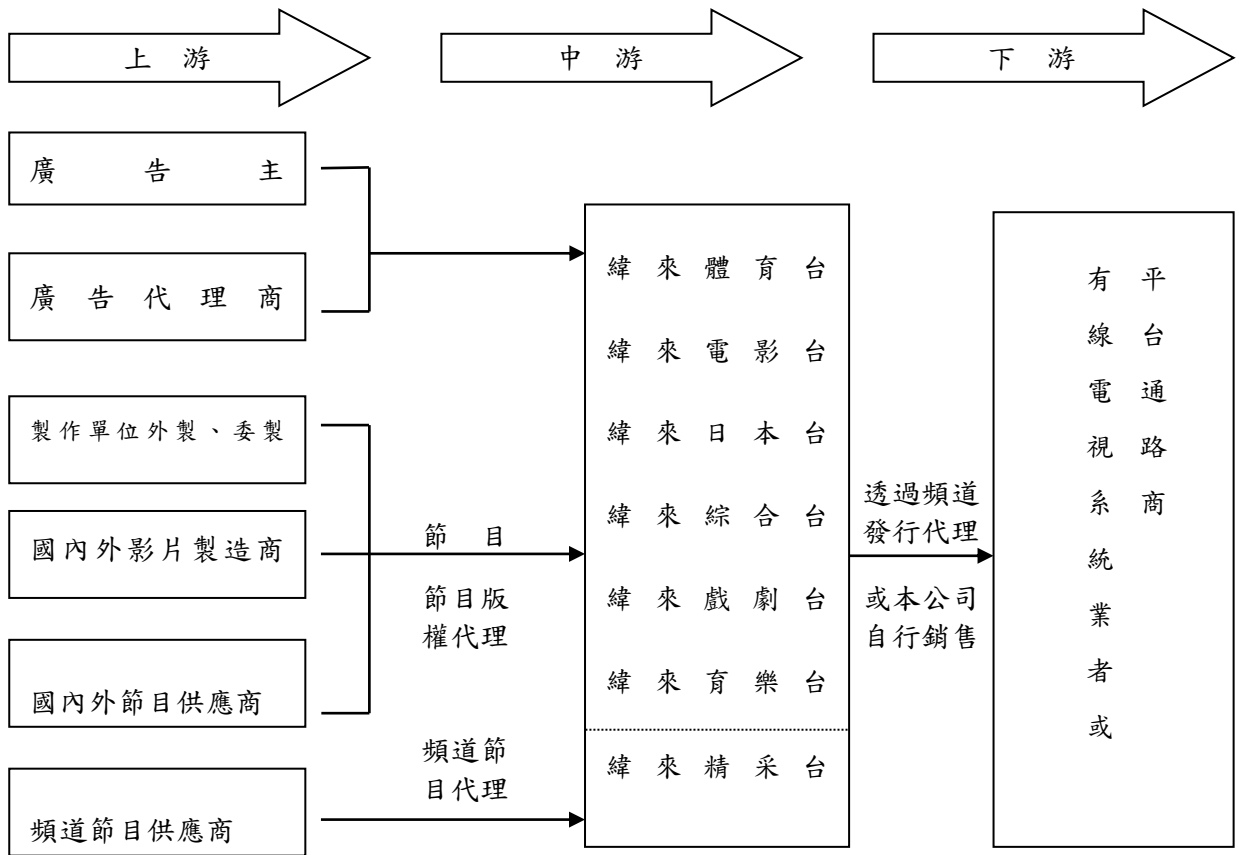 上游
中游
下游
廣告主
廣告代理商
製作單位外製、委製
國內外影片製造商
國內外節目供應商
頻道節目供應商
節目
節目版
權代理
頻道節
目代理
緯來體育台
緯來電影台
緯來日本台
緯來綜合台
緯來戲劇台
緯來育樂台
緯來精采台
透過頻道
發行代理
或本公司
自行銷售
有線電視系統業者或
平台通路商